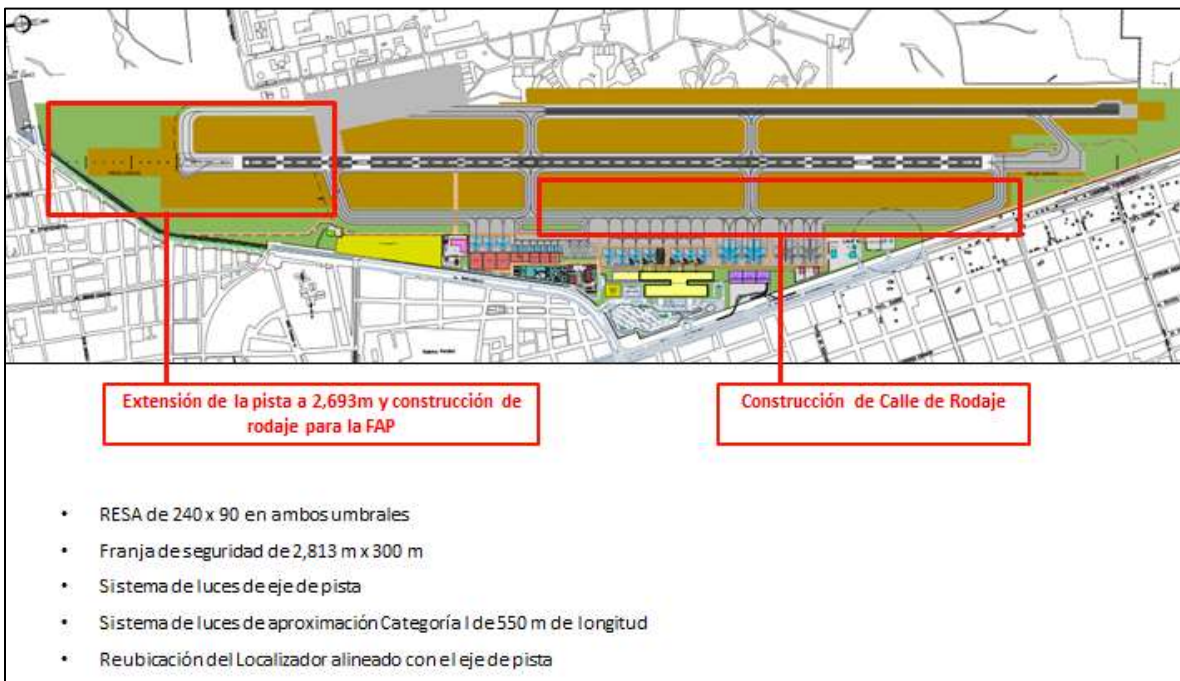 Extensión de la pista a 2,693m y construcción de
rodaje para la FAP
Construcción de Calle de Rodaje
• RESA de 240 x 90 en ambos umbrales
• Franja de seguridad de 2,813 m x 300 m
• Sistema de luces de eje de pista
• Sistema de luces de aproximación Categoría I de 550 m de longitud
• Reubicación del Localizador alineado con el eje de pista